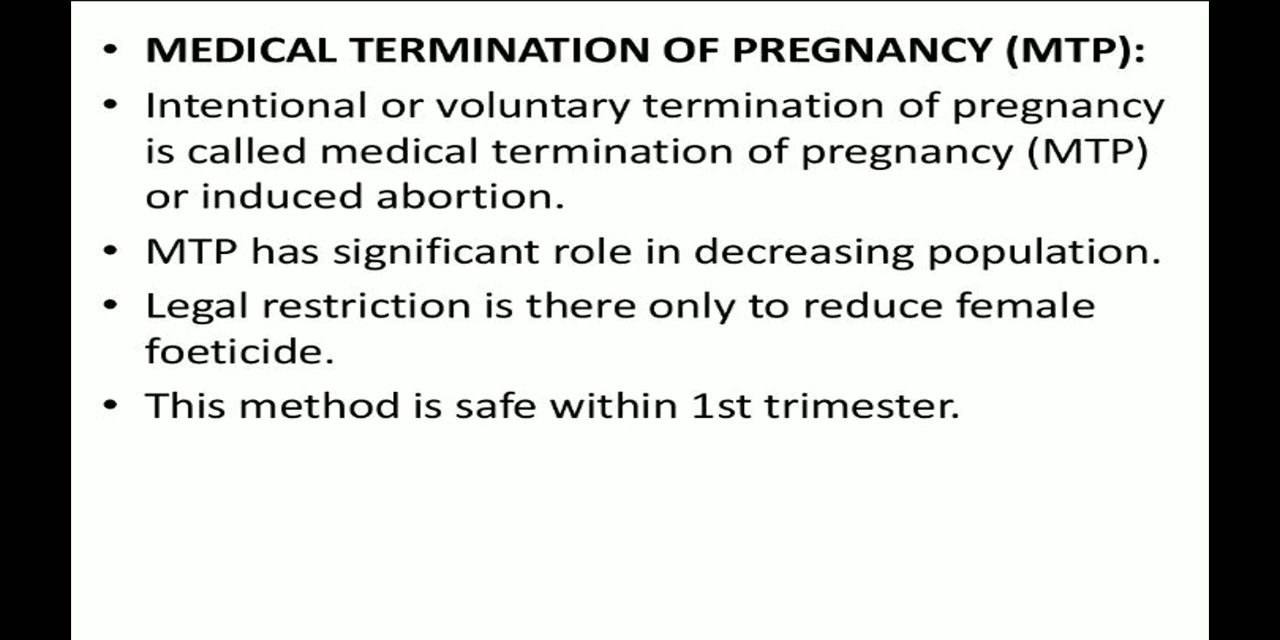 • MEDICAL TERMINATION OF PREGNANCY (MTP):
• Intentional or voluntary termination of pregnancy
is called medical termination of pregnancy (MTP)
or induced abortion.
• MTP has significant role in decreasing population.
• Legal restriction is there only to reduce female
foeticide.
• This method is safe within 1st trimester.